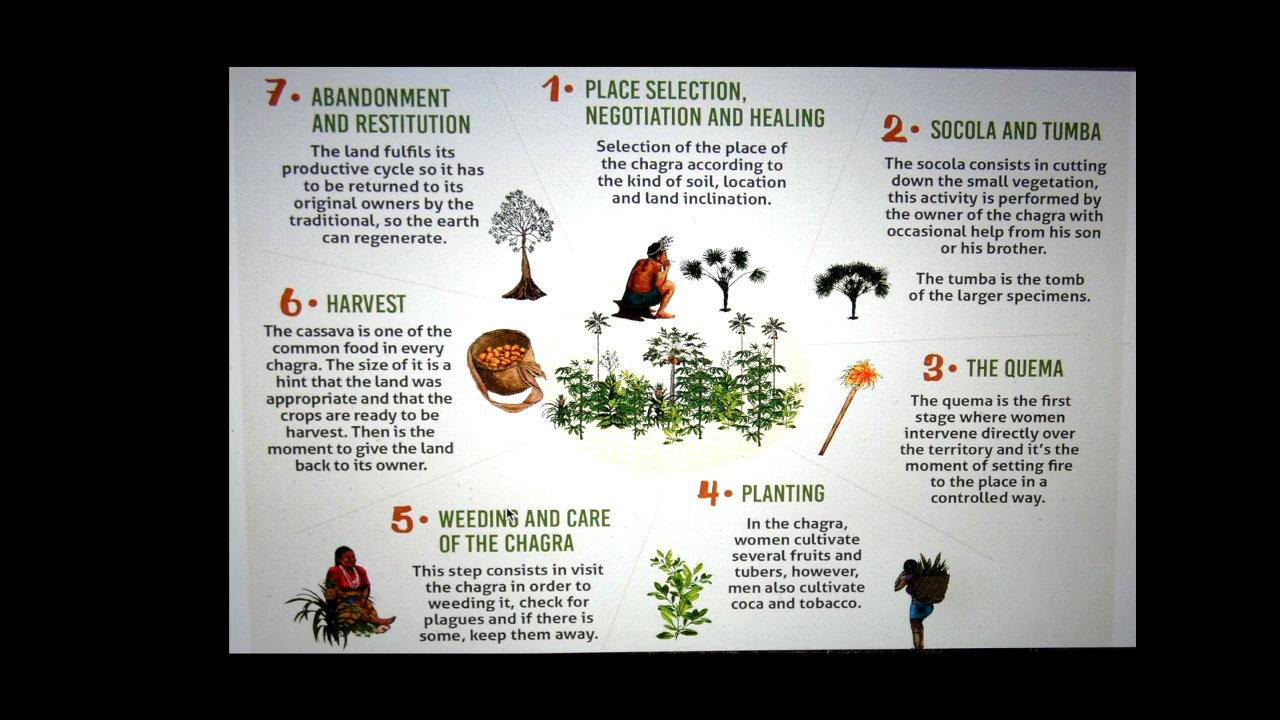 1• PLACE SELECTION,
NEGOTIATION AND HEALING
Selection of the place of
the chagra according to
the kind of soil, location
and land inclination.
2• SOCOLA AND TUMBA
The socola consists in cutting
down the small vegetation,
this activity is performed by
the owner of the chagra with
occasional help from his son
or his brother.
The tumba is the tomb
of the larger specimens.
3• THE QUEMA
The quema is the first
stage where women
intervene directly over
the territory and it's the
moment of setting fire
to the place in a
controlled way.
4• PLANTING
In the chagra,
women cultivate
several fruits and
tubers, however,
men also cultivate
coca and tobacco.
5• WEEDING AND CARE
OF THE CHAGRA
This step consists in visit
the chagra in order to
weeding it, check for
plagues and if there is
some, keep them away.
6• HARVEST
The cassava is one of the
common food in every
chagra. The size of it is a
hint that the land was
appropriate and that the
crops are ready to be
harvest. Then is the
moment to give the land
back to its owner.
7• ABANDONMENT
AND RESTITUTION
The land fulfils its
productive cycle so it has
to be returned to its
original owners by the
traditional, so the earth
can regenerate.